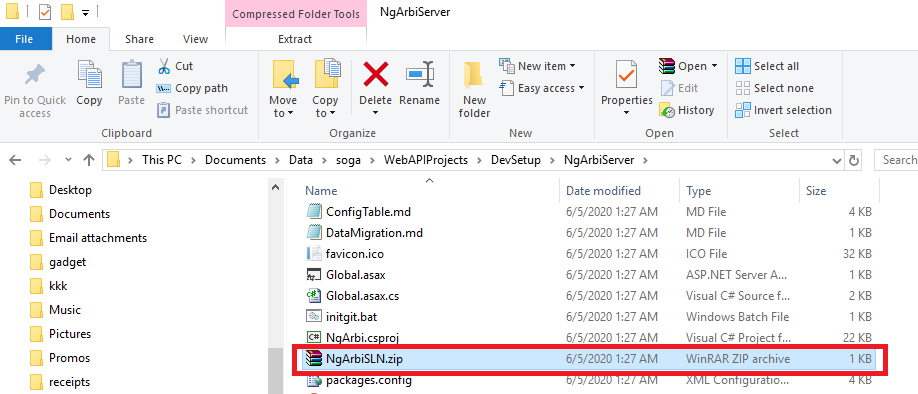 Compressed Folder Tools NgArbiServer
File Home Share View Extract
Pin to Quick access
Copy
Paste
Cut
Copy path
Paste shortcut
Clipboard
Move to
Copy to
Delete
Rename
Organize
New folder
New item
Easy access
New
Properties
Open
Edit
History
Open
Select all
Select none
Invert selection
Select
This PC > Documents > Data > soga > WebAPIProjects > DevSetup > NgArbiServer >
Search
Desktop
Documents
Email attachments
gadget
kkk
Music
Pictures
Promos
receipts
Name Date modified Type Size
ConfigTable.md 6/5/2020 1:27 AM MD File 4 KB
DataMigration.md 6/5/2020 1:27 AM MD File 1 KB
favicon.ico 6/5/2020 1:27 AM ICO File 32 KB
Global.asax 6/5/2020 1:27 AM ASP.NET Server A... 1 KB
Global.asax.cs 6/5/2020 1:27 AM Visual C# Source f... 2 KB
initgit.bat 6/5/2020 1:27 AM Windows Batch File 1 KB
NgArbi.csproj 6/5/2020 1:27 AM Visual C# Project f... 22 KB
NgArbiSLN.zip 6/5/2020 1:27 AM WinRAR ZIP archive 1 KB
packages.config 6/5/2020 1:27 AM XML Configuratio... 4 KB